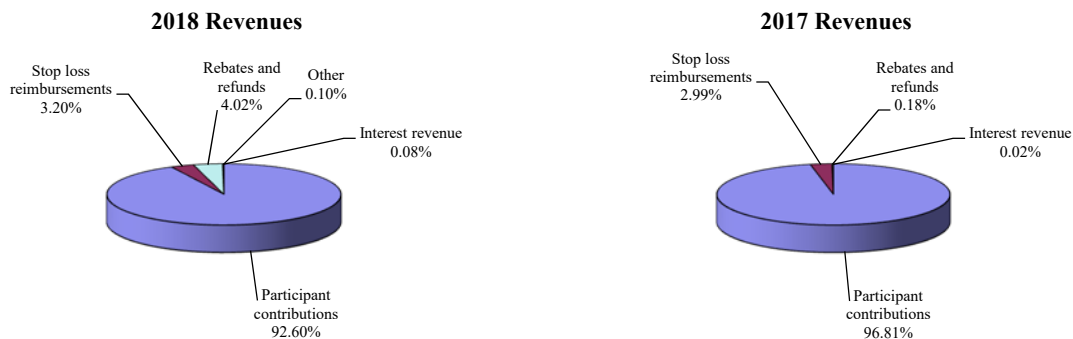 2018 Revenues
Stop loss
reimbursements
3.20%
Rebates and
refunds
4.02%
Other
0.10%
Interest revenue
0.08%
Participant
contributions
92.60%
2017 Revenues
Stop loss
reimbursements
2.99%
Rebates and
refunds
0.18%
Interest revenue
0.02%
Participant
contributions
96.81%